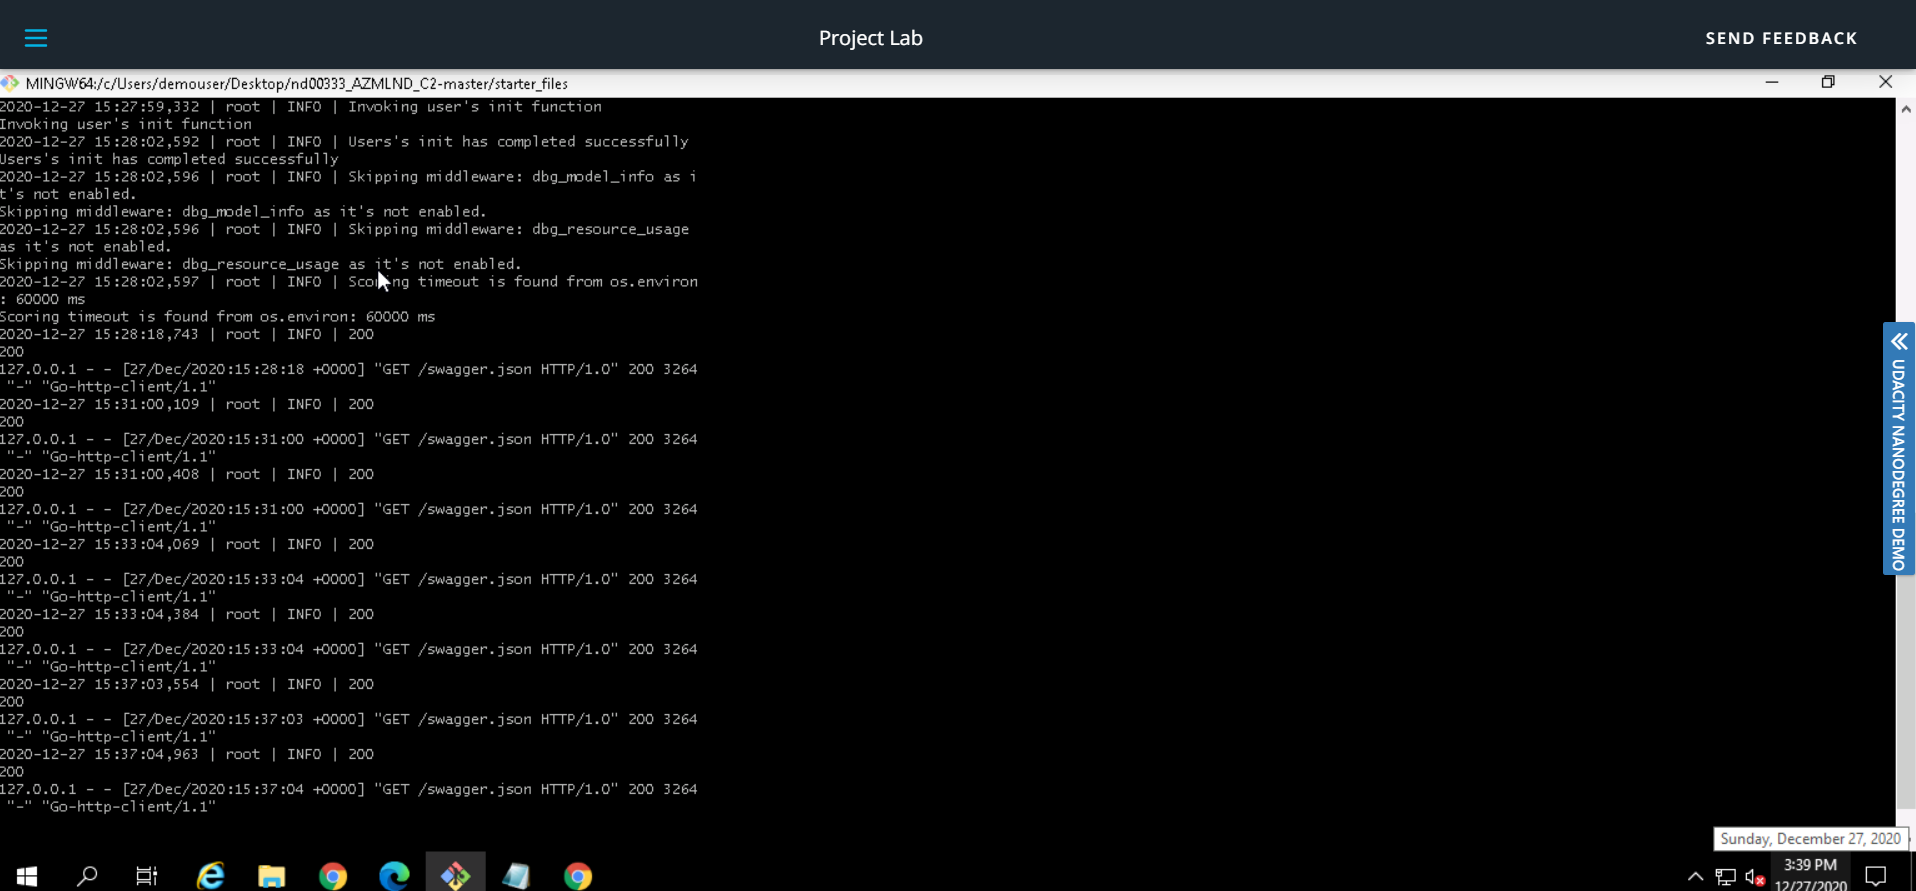 Project Lab
SEND FEEDBACK
MINGW64:/c/Users/demouser/Desktop/nd00333_AZMLND_C2-master/starter_files
2020-12-27 15:27:59,332 | root | INFO | Invoking user's init function
Invoking user's init function
2020-12-27 15:28:02,592 | root | INFO | Users's init has completed successfully
Users's init has completed successfully
2020-12-27 15:28:02,596 | root | INFO | Skipping middleware: dbg_model_info as i
t's not enabled.
Skipping middleware: dbg_model_info as it's not enabled.
2020-12-27 15:28:02,596 | root | INFO | Skipping middleware: dbg_resource_usage
as it's not enabled.
Skipping middleware: dbg_resource_usage as it's not enabled.
2020-12-27 15:28:02,597 | root | INFO | Scoring timeout is found from os.environ
: 60000 ms
Scoring timeout is found from os.environ: 60000 ms
2020-12-27 15:28:18,743 | root | INFO | 200
200
127.0.0.1 - - [27/Dec/2020:15:28:18 +0000] "GET /swagger.json HTTP/1.0" 200 3264
"-" "Go-http-client/1.1"
2020-12-27 15:31:00,109 | root | INFO | 200
200
127.0.0.1 - - [27/Dec/2020:15:31:00 +0000] "GET /swagger.json HTTP/1.0" 200 3264
"-" "Go-http-client/1.1"
2020-12-27 15:31:00,408 | root | INFO | 200
200
127.0.0.1 - - [27/Dec/2020:15:31:00 +0000] "GET /swagger.json HTTP/1.0" 200 3264
"-" "Go-http-client/1.1"
2020-12-27 15:33:04,069 | root | INFO | 200
200
127.0.0.1 - - [27/Dec/2020:15:33:04 +0000] "GET /swagger.json HTTP/1.0" 200 3264
"-" "Go-http-client/1.1"
2020-12-27 15:33:04,384 | root | INFO | 200
200
127.0.0.1 - - [27/Dec/2020:15:33:04 +0000] "GET /swagger.json HTTP/1.0" 200 3264
"-" "Go-http-client/1.1"
2020-12-27 15:37:03,554 | root | INFO | 200
200
127.0.0.1 - - [27/Dec/2020:15:37:03 +0000] "GET /swagger.json HTTP/1.0" 200 3264
"-" "Go-http-client/1.1"
2020-12-27 15:37:04,963 | root | INFO | 200
200
127.0.0.1 - - [27/Dec/2020:15:37:04 +0000] "GET /swagger.json HTTP/1.0" 200 3264
"-" "Go-http-client/1.1"
UDACITY NANODEGREE DEMO
Sunday, December 27, 2020
3:39 PM
12/27/2020